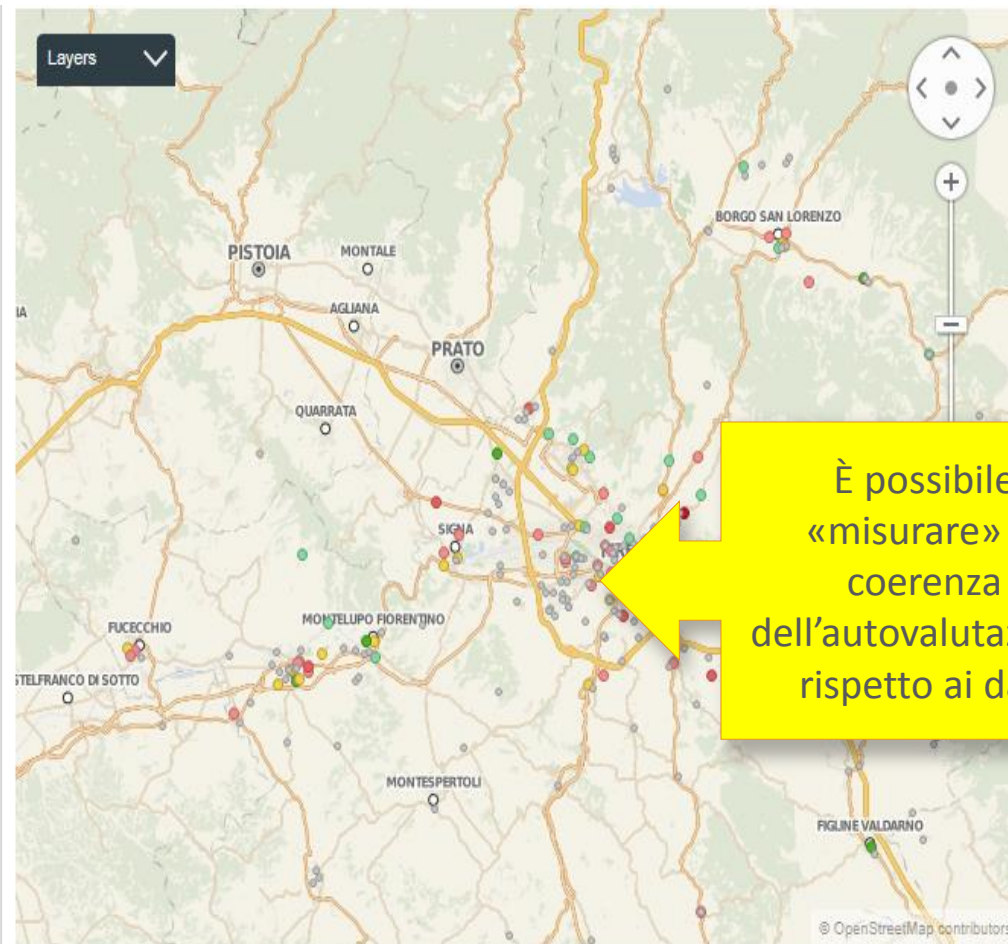 Layers
BORGO SAN LORENZO
PISTOIA
MONTALE
IA
AGLIANA
PRATO
QUARRATA
È possibile
«misurare»
SIGNA
coerenza
dell’autovaluta
MONTELUPO FIORENTINO
FUCECCHIO
rispetto ai d
STELFRANCO DI SOTTO
MONTESPERTOLI
FIGLINE VALDARNO
© OpenStreetMap contributors